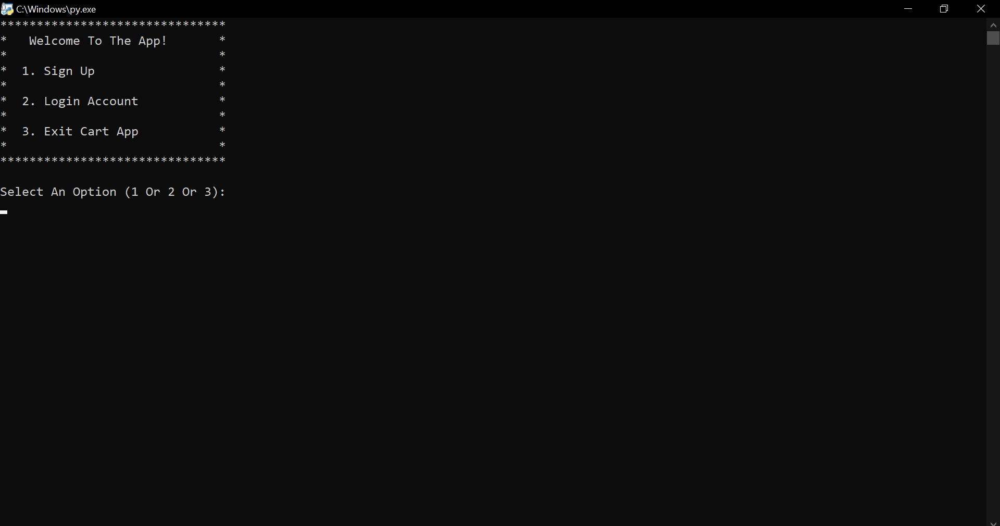 C:\Windows\py.exe
*******************************
*   Welcome To The App!       *
*                             *
*  1. Sign Up                 *
*                             *
*  2. Login Account           *
*                             *
*  3. Exit Cart App           *
*                             *
*******************************
Select An Option (1 Or 2 Or 3):